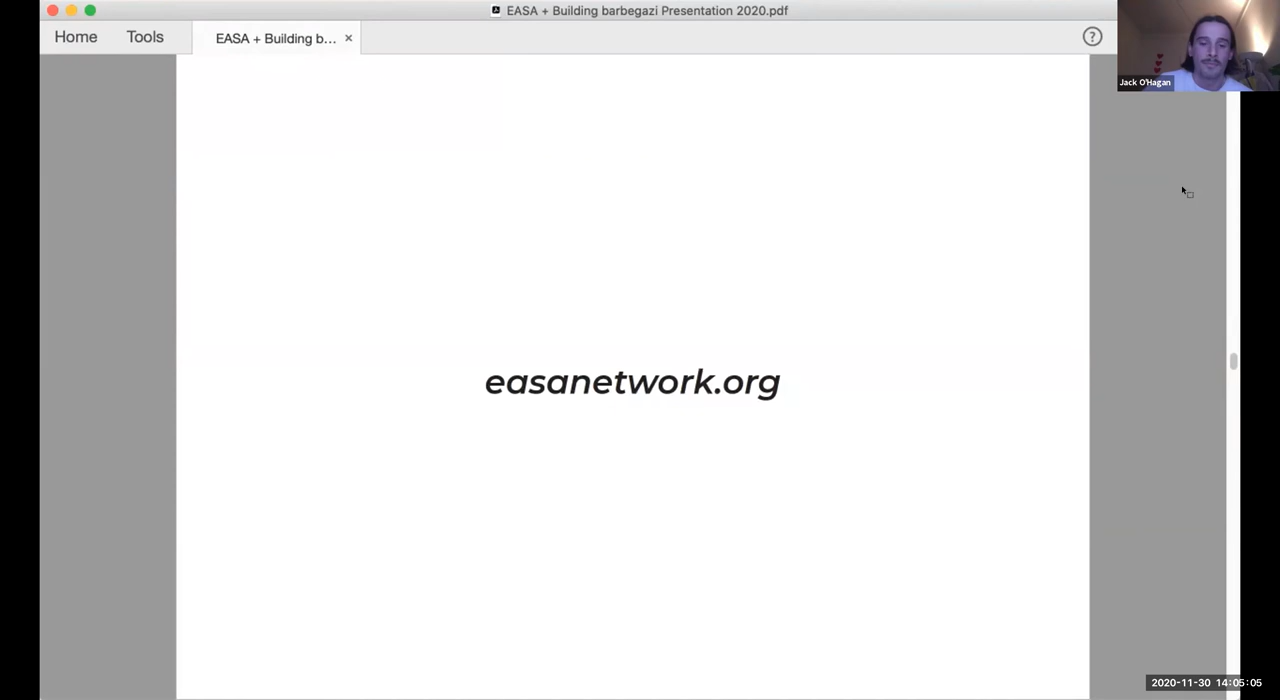 EASA + Building barbegazi Presentation 2020.pdf
Home
Tools
EASA + Building b...
Jack O'Hagan
easanetwork.org
2020-11-30 14:05:05